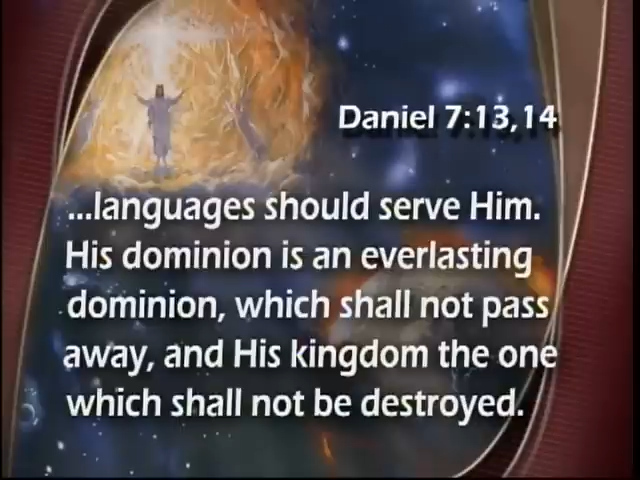 Daniel 7:13,14
...languages should serve Him.
His dominion is an everlasting
dominion, which shall not pass
away, and His kingdom the one
which shall not be destroyed.